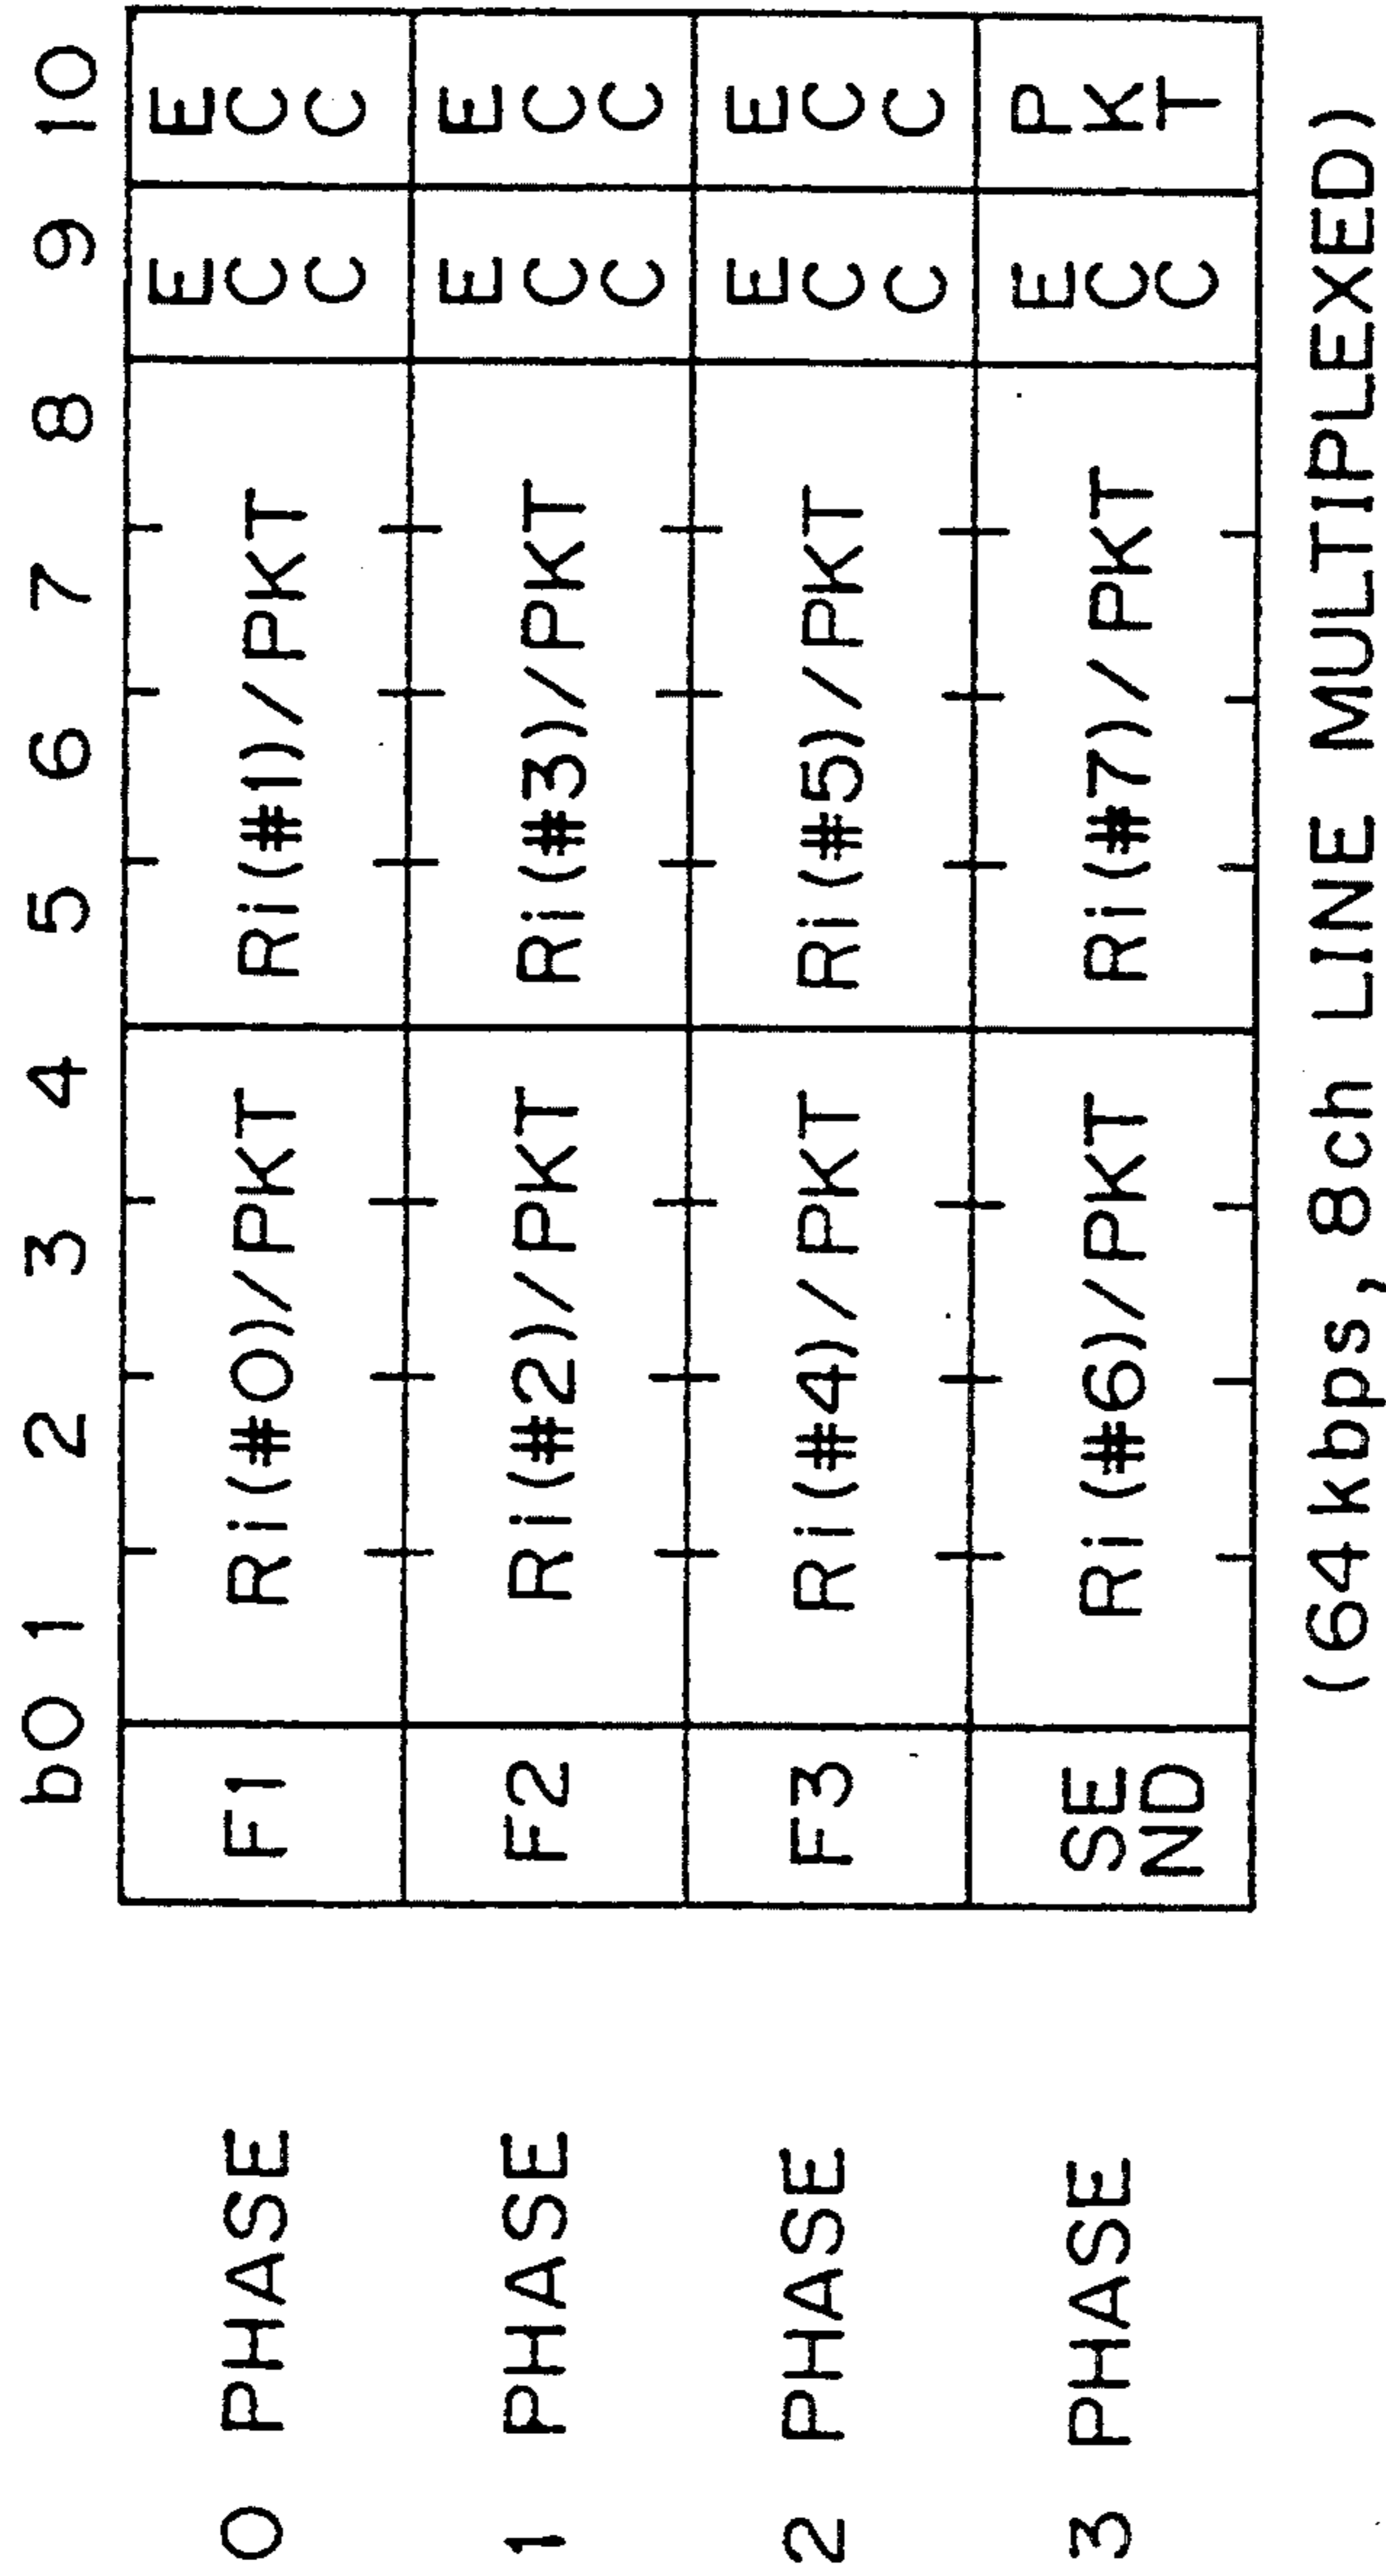 b0 1 2 3 4 5 6 7 8 9 10
0 PHASE F1 Ri(#0)/PKT Ri(#1)/PKT ECC ECC
1 PHASE F2 Ri(#2)/PKT Ri(#3)/PKT ECC ECC
2 PHASE F3 Ri(#4)/PKT Ri(#5)/PKT ECC ECC
3 PHASE SEND Ri(#6)/PKT Ri(#7)/PKT ECC PKT
(64kbps, 8ch LINE MULTIPLEXED)